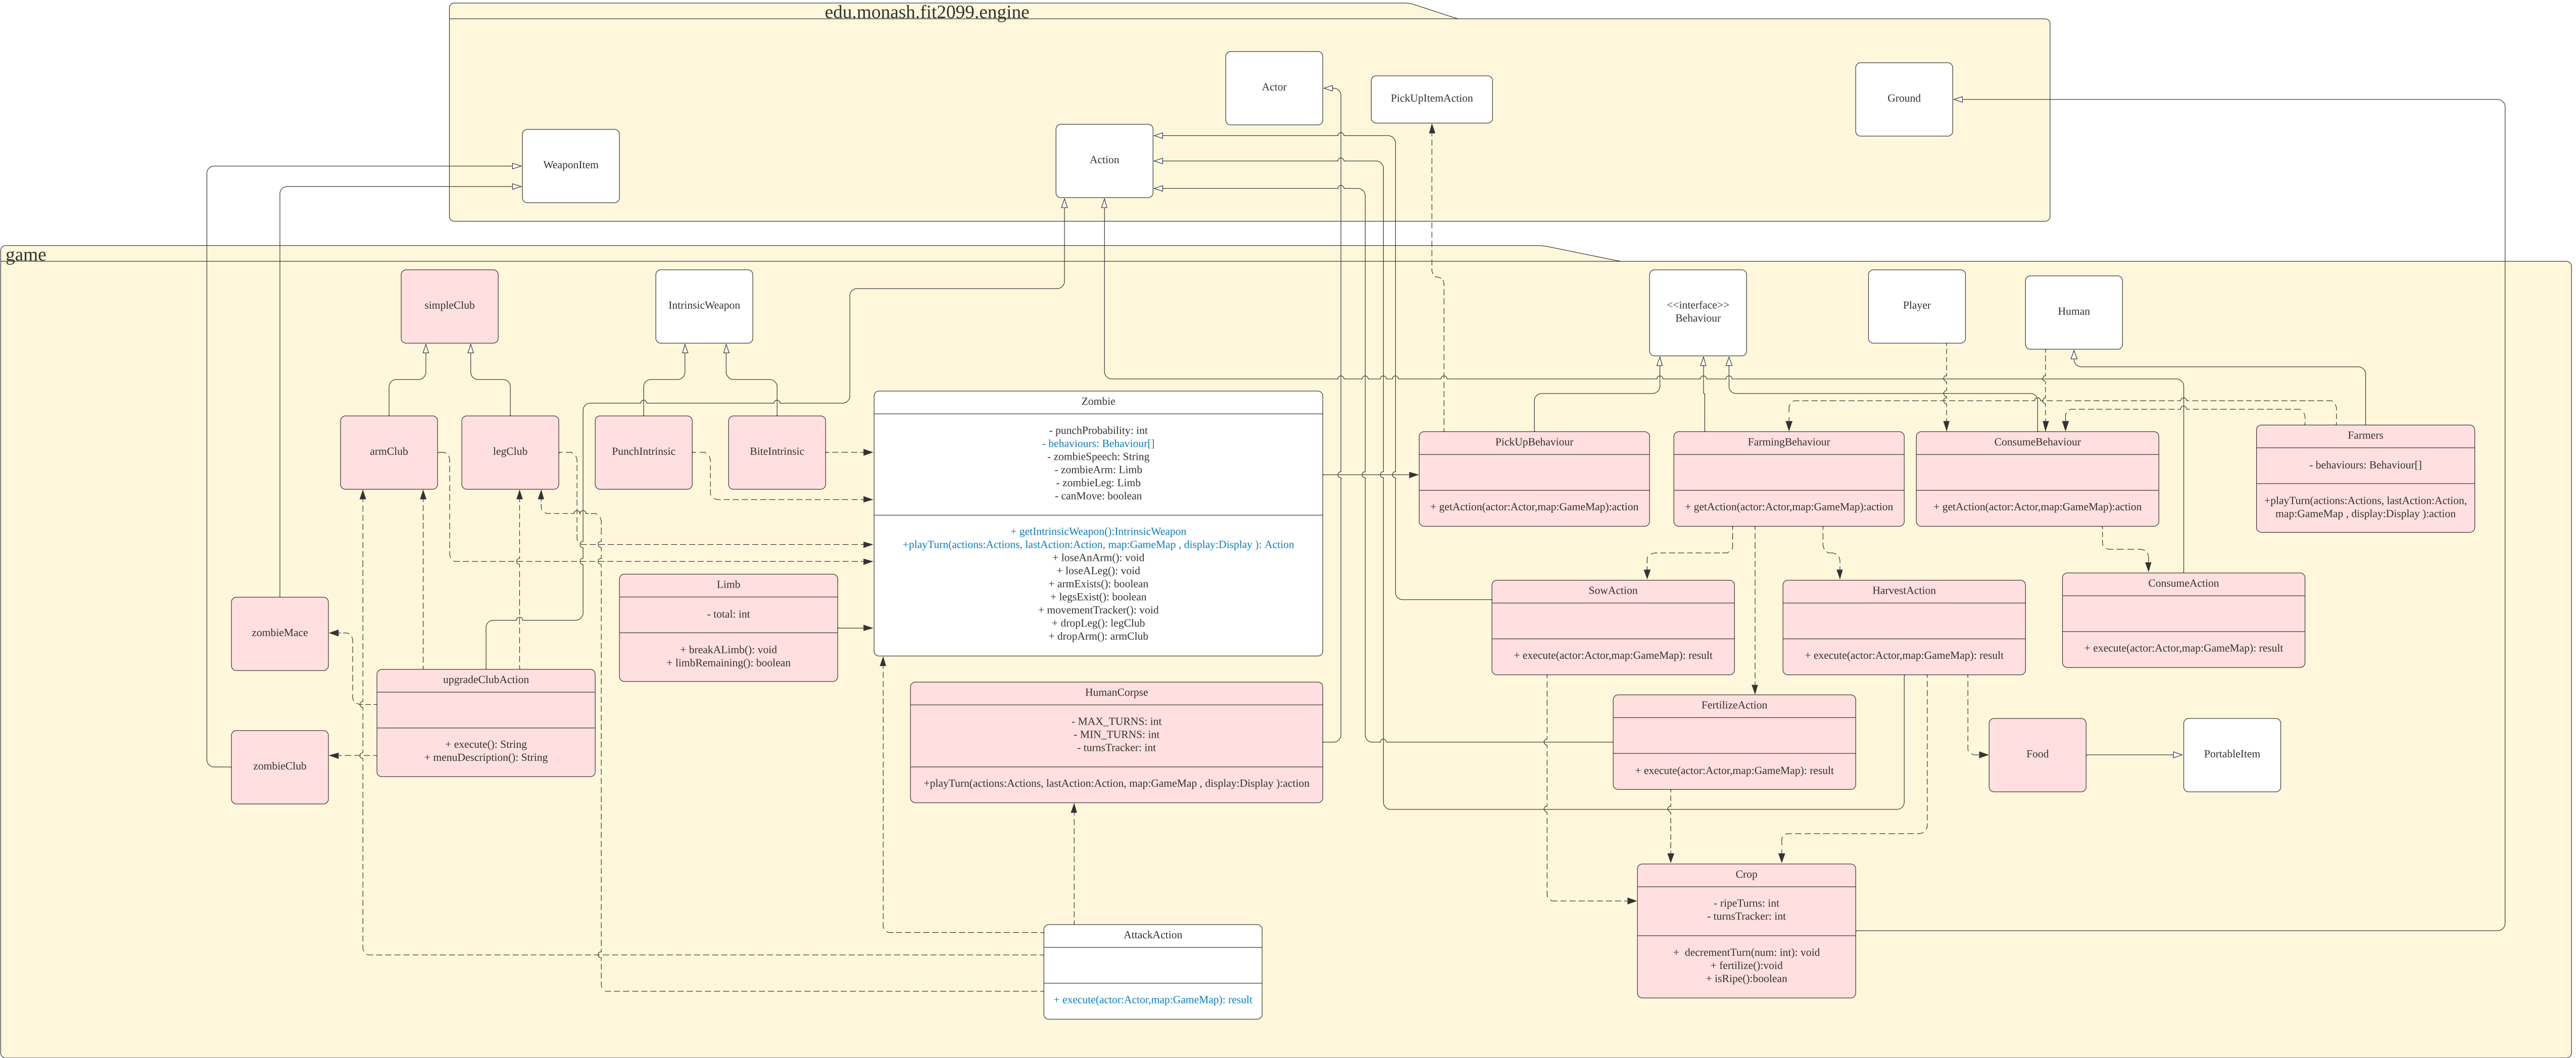 edu.monash.fit2099.engine
Actor
PickUpItemAction
Ground
WeaponItem
Action
game
simpleClub
IntrinsicWeapon
<<interface>>
Behaviour
Player
Human
armClub
legClub
PunchIntrinsic
BiteIntrinsic
Zombie
- punchProbability: int
- behaviours: Behaviour[]
- zombieSpeech: String
- zombieArm: Limb
- zombieLeg: Limb
- canMove: boolean
+ getIntrinsicWeapon():IntrinsicWeapon
+playTurn(actions:Actions, lastAction:Action, map:GameMap , display:Display ): Action
+ loseAnArm(): void
+ loseALeg(): void
+ armExists(): boolean
+ legsExist(): boolean
+ movementTracker(): void
+ dropLeg(): legClub
+ dropArm(): armClub
PickUpBehaviour
+ getAction(actor:Actor,map:GameMap):action
FarmingBehaviour
+ getAction(actor:Actor,map:GameMap):action
ConsumeBehaviour
+ getAction(actor:Actor,map:GameMap):action
Farmers
- behaviours: Behaviour[]
+playTurn(actions:Actions, lastAction:Action,
map:GameMap , display:Display ):action
Limb
- total: int
+ breakALimb(): void
+ limbRemaining(): boolean
SowAction
+ execute(actor:Actor,map:GameMap): result
HarvestAction
+ execute(actor:Actor,map:GameMap): result
ConsumeAction
+ execute(actor:Actor,map:GameMap): result
zombieMace
upgradeClubAction
+ execute(): String
+ menuDescription(): String
zombieClub
HumanCorpse
- MAX_TURNS: int
- MIN_TURNS: int
- turnsTracker: int
+playTurn(actions:Actions, lastAction:Action, map:GameMap , display:Display ):action
FertilizeAction
+ execute(actor:Actor,map:GameMap): result
Food
PortableItem
Crop
- ripeTurns: int
- turnsTracker: int
+  decrementTurn(num: int): void
+ fertilize():void
+ isRipe():boolean
AttackAction
+ execute(actor:Actor,map:GameMap): result